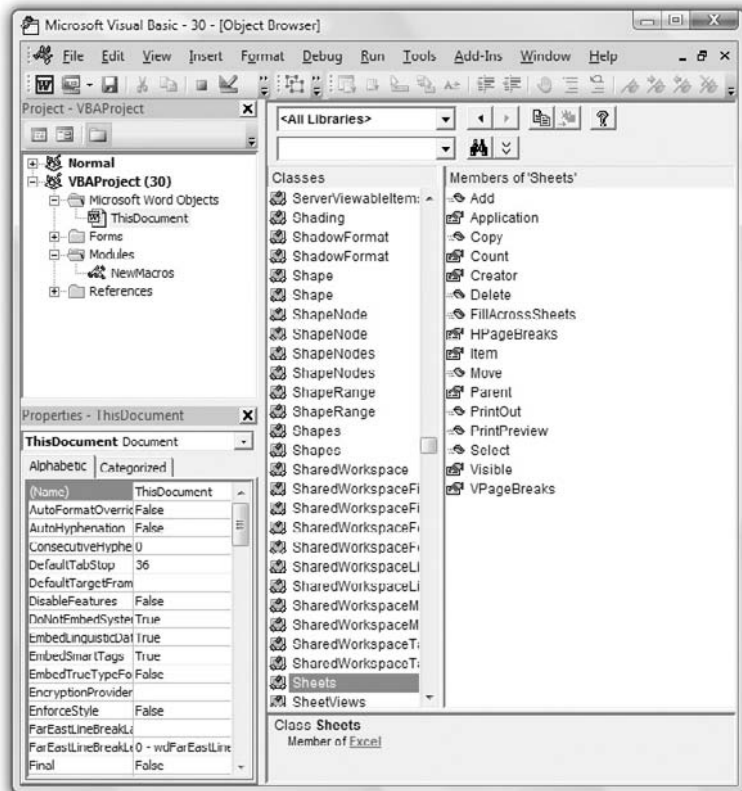 Microsoft Visual Basic - 30 - [Object Browser]
File Edit View Insert Format Debug Run Tools Add-Ins Window Help
Project - VBAProject
Normal
VBAProject (30)
Microsoft Word Objects
ThisDocument
Forms
Modules
NewMacros
References
Properties - ThisDocument
ThisDocument Document
Alphabetic Categorized
(Name) ThisDocument
AutoFormatOverric False
AutoHyphenation False
ConsecutiveHyphe 0
DefaultTabStop 36
DefaultTargetFram
DisableFeatures False
DoNotEmbedSyste True
EmbedLinguisticDat True
EmbedSmartTags True
EmbedTrueTypeFo False
EncryptionProvider
EnforceStyle False
FarEastLineBreakLa
FarEastLineBreakLe 0 - wdFarEastLine
Final False
<All Libraries>
Classes
ServerViewableItem:
Shading
ShadowFormat
ShadowFormat
Shape
Shape
ShapeNode
ShapeNode
ShapeNodes
ShapeNodes
ShapeRange
ShapeRange
Shapes
Shapes
SharedWorkspace
SharedWorkspaceFi
SharedWorkspaceFi
SharedWorkspaceFo
SharedWorkspaceFo
SharedWorkspaceLi
SharedWorkspaceLi
SharedWorkspaceM
SharedWorkspaceM
SharedWorkspaceTa
SharedWorkspaceTa
Sheets
SheetViews
Members of 'Sheets'
Add
Application
Copy
Count
Creator
Delete
FillAcrossSheets
HPageBreaks
Item
Move
Parent
PrintOut
PrintPreview
Select
Visible
VPageBreaks
Class Sheets
Member of Excel